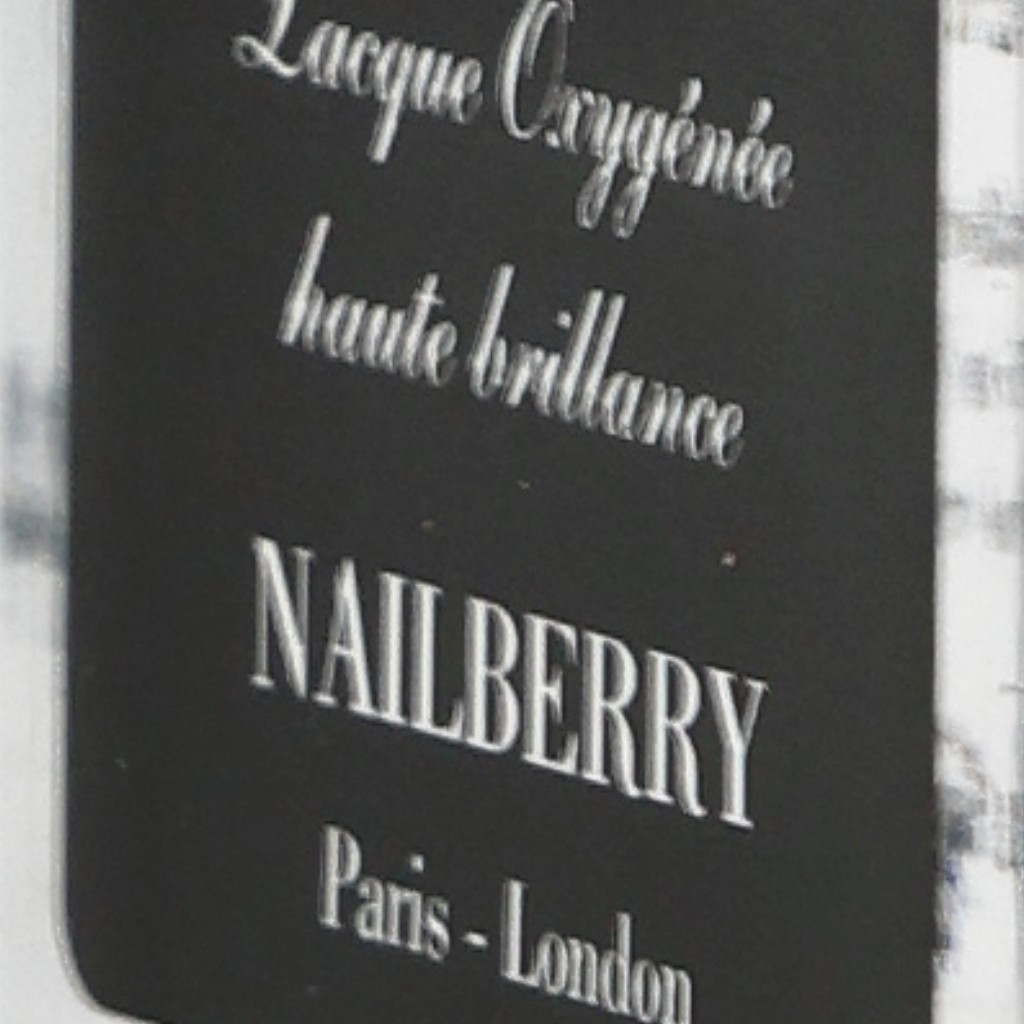 Lacque Oxygénée
haute brillance
NAILBERRY
Paris - London